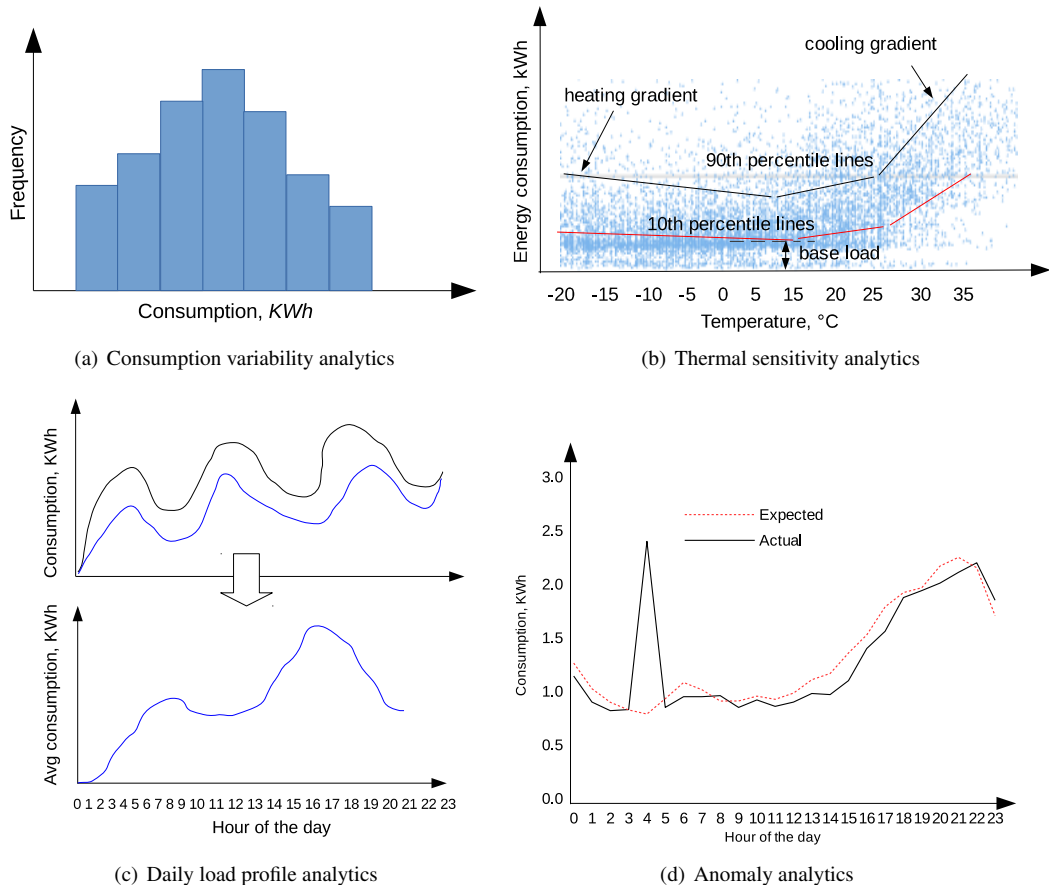 Frequency
Consumption, KWh
(a) Consumption variability analytics
Energy consumption, kWh
cooling gradient
heating gradient
90th percentile lines
10th percentile lines
base load
-20 -15 -10 -5 0 5 10 15 20 25 30 35
Temperature, °C
(b) Thermal sensitivity analytics
Consumption, KWh
Avg consumption, KWh
0 1 2 3 4 5 6 7 8 9 10 11 12 13 14 15 16 17 18 19 20 21 22 23
Hour of the day
(c) Daily load profile analytics
Consumption, KWh
3.0
2.5
2.0
1.5
1.0
0.5
0.0
Expected
Actual
0 1 2 3 4 5 6 7 8 9 10 11 12 13 14 15 16 17 18 19 20 21 22 23
Hour of the day
(d) Anomaly analytics